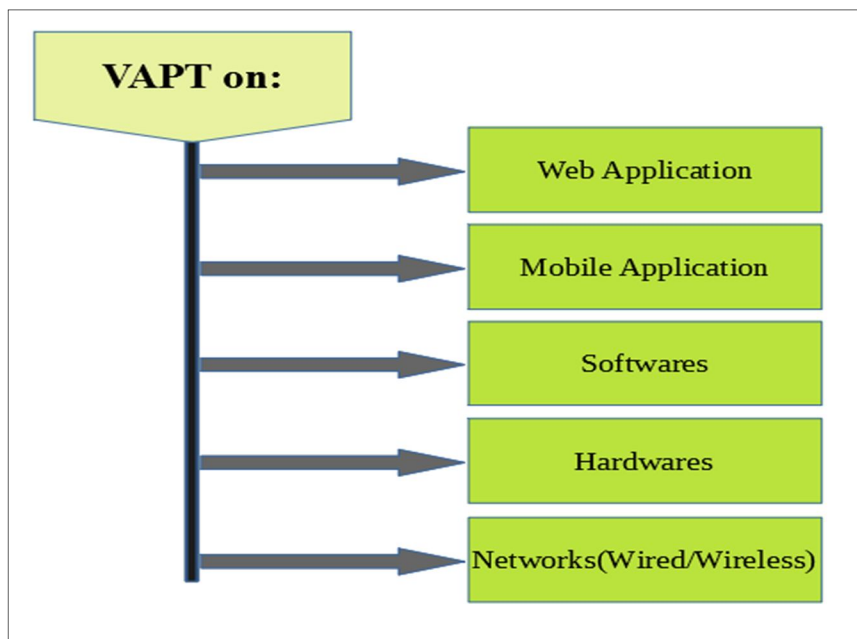 VAPT on:
Web Application
Mobile Application
Softwares
Hardwares
Networks(Wired/Wireless)